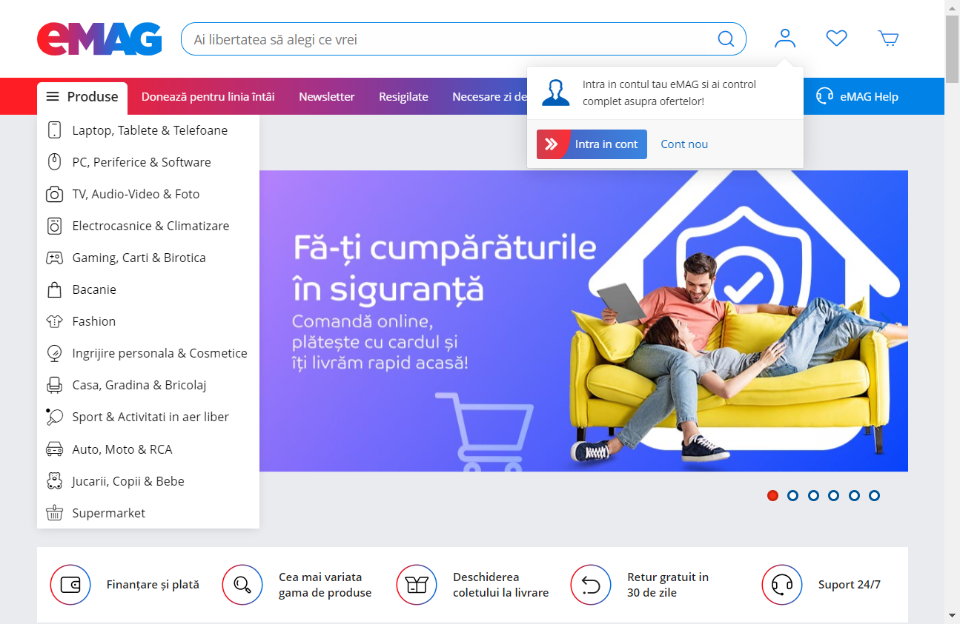 eMAG
Ai libertatea să alegi ce vrei
Produse
Donează pentru linia întâi
Newsletter
Resigilate
Necesare zi de
eMAG Help
Intra in contul tau eMAG si ai control
complet asupra ofertelor!
Intra in cont
Cont nou
Laptop, Tablete & Telefoane
PC, Periferice & Software
TV, Audio-Video & Foto
Electrocasnice & Climatizare
Gaming, Carti & Birotica
Bacanie
Fashion
Ingrijire personala & Cosmetice
Casa, Gradina & Bricolaj
Sport & Activitati in aer liber
Auto, Moto & RCA
Jucarii, Copii & Bebe
Supermarket
Fă-ți cumpărăturile
în siguranță
Comandă online,
plătește cu cardul și
îți livrăm rapid acasă!
Finanțare și plată
Cea mai variata
gama de produse
Deschiderea
coletului la livrare
Retur gratuit in
30 de zile
Suport 24/7